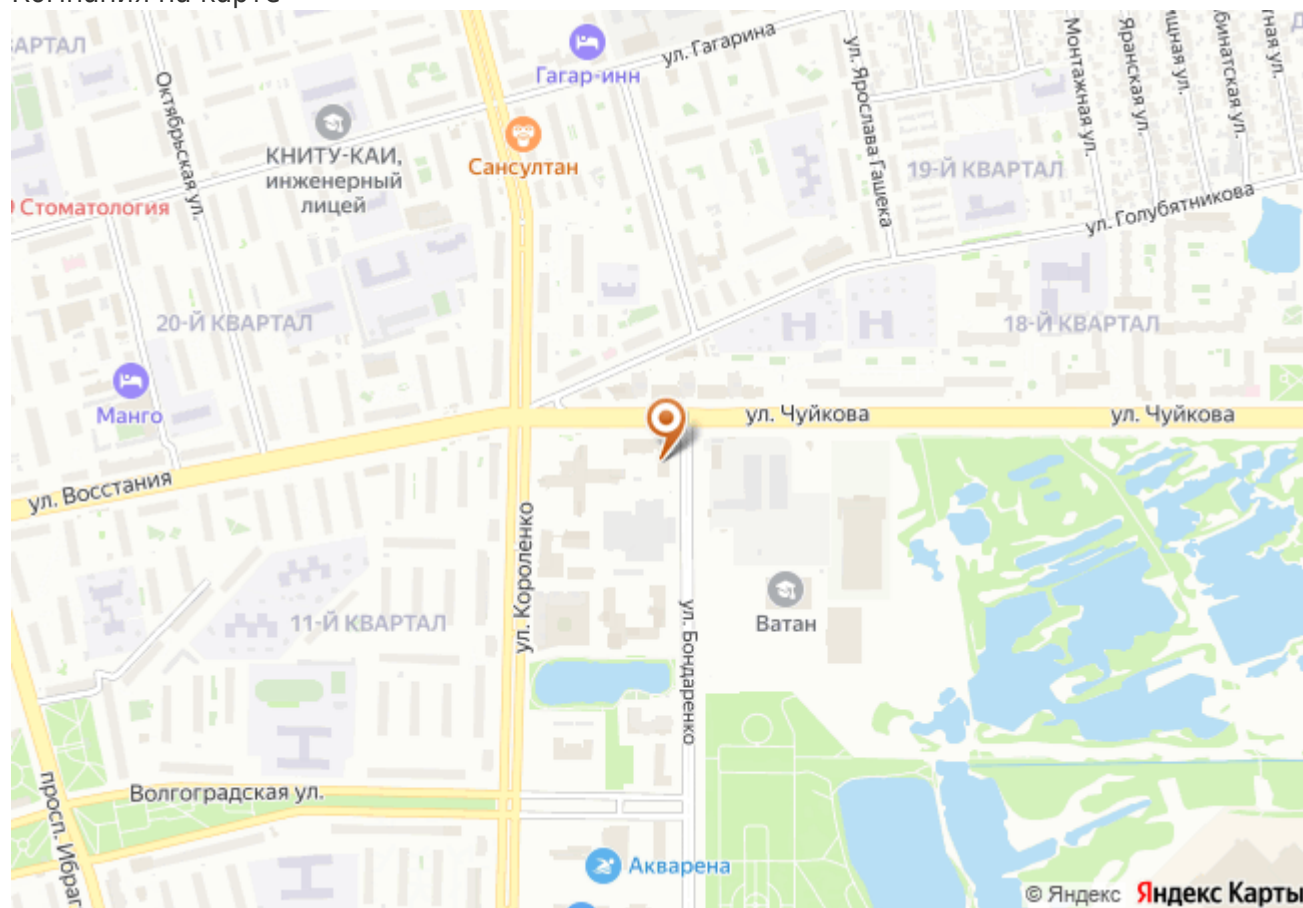 Компания на карте
АРТАЛ
Октябрьская ул.
Гагар-инн
ул. Гагарина
ул. Ярослава Гашека
Монтажная ул.
Яранская ул.
КНИТУ-КАИ,
инженерный
лицей
Сансултан
19-Й КВАРТАЛ
Стоматология
ул. Голубятникова
20-Й КВАРТАЛ
18-Й КВАРТАЛ
Манго
ул. Чуйкова
ул. Чуйкова
ул. Восстания
ул. Короленко
11-Й КВАРТАЛ
Ватан
ул. Бондаренко
Волгоградская ул.
просп. Ибраг
Акварена
© Яндекс Яндекс Карты